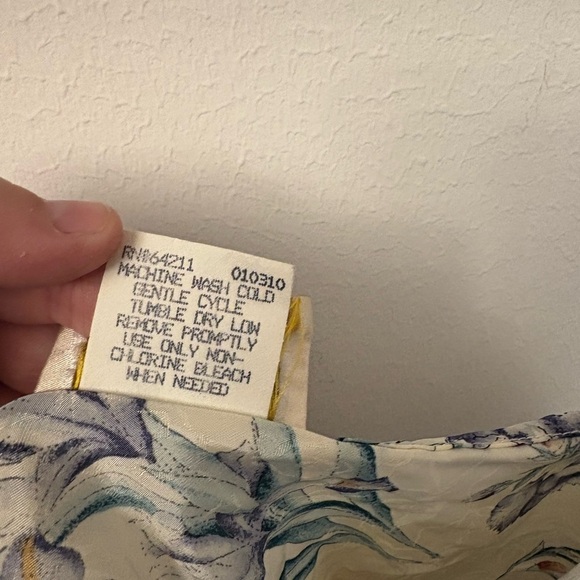 RN#64211 010310
MACHINE WASH COLD
GENTLE CYCLE
TUMBLE DRY LOW
REMOVE PROMPTLY
USE ONLY NON-
CHLORINE BLEACH
WHEN NEEDED